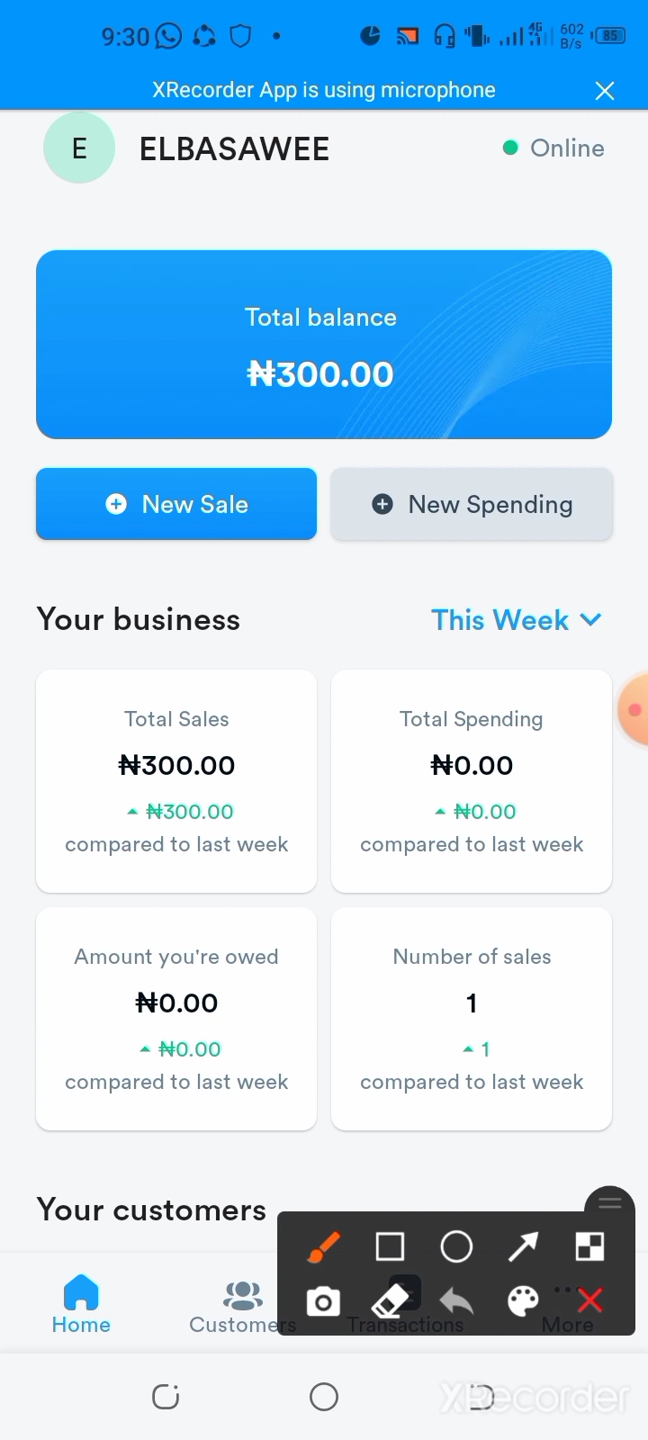 9:30
4G
602
B/s
85
XRecorder App is using microphone
E
ELBASAWEE
Online
Total balance
₦300.00
New Sale
New Spending
Your business
This Week
Total Sales
₦300.00
₦300.00
compared to last week
Total Spending
₦0.00
₦0.00
compared to last week
Amount you're owed
₦0.00
₦0.00
compared to last week
Number of sales
1
1
compared to last week
Your customers
Home
Customers
Transactions
More
XRecorder